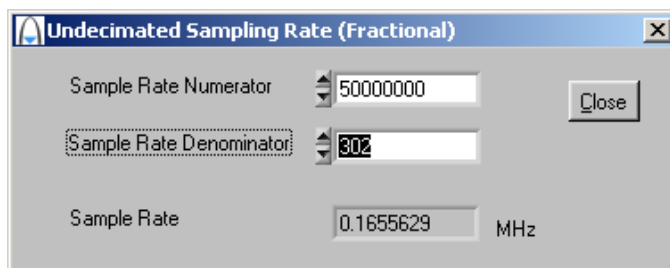 Undecimated Sampling Rate (Fractional)
Sample Rate Numerator 50000000
Close
Sample Rate Denominator 302
Sample Rate 0.1655629 MHz